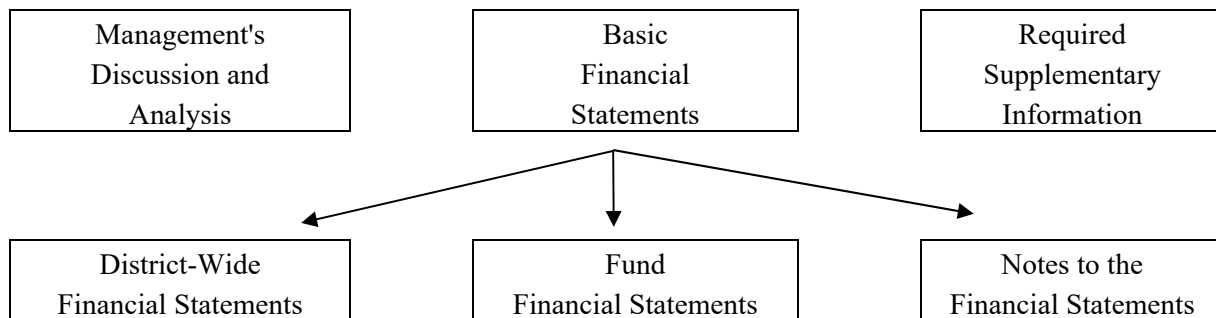 Management's
Discussion and
Analysis
Basic
Financial
Statements
Required
Supplementary
Information
District-Wide
Financial Statements
Fund
Financial Statements
Notes to the
Financial Statements